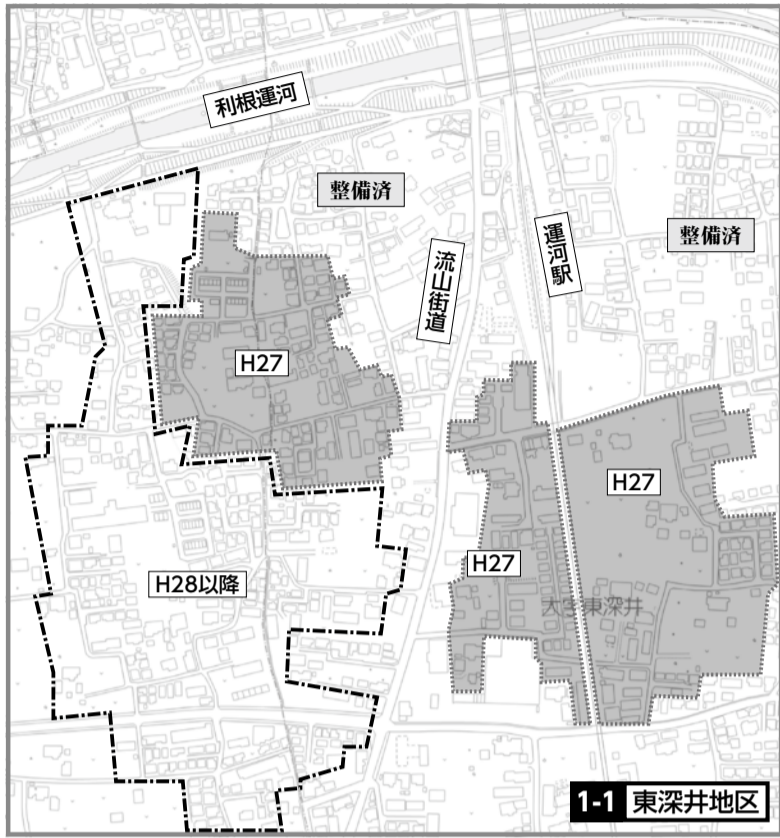 利根運河
整備済
整備済
運河駅
流山街道
H27
H27
H27
H28以降
大字東深井
1-1 東深井地区